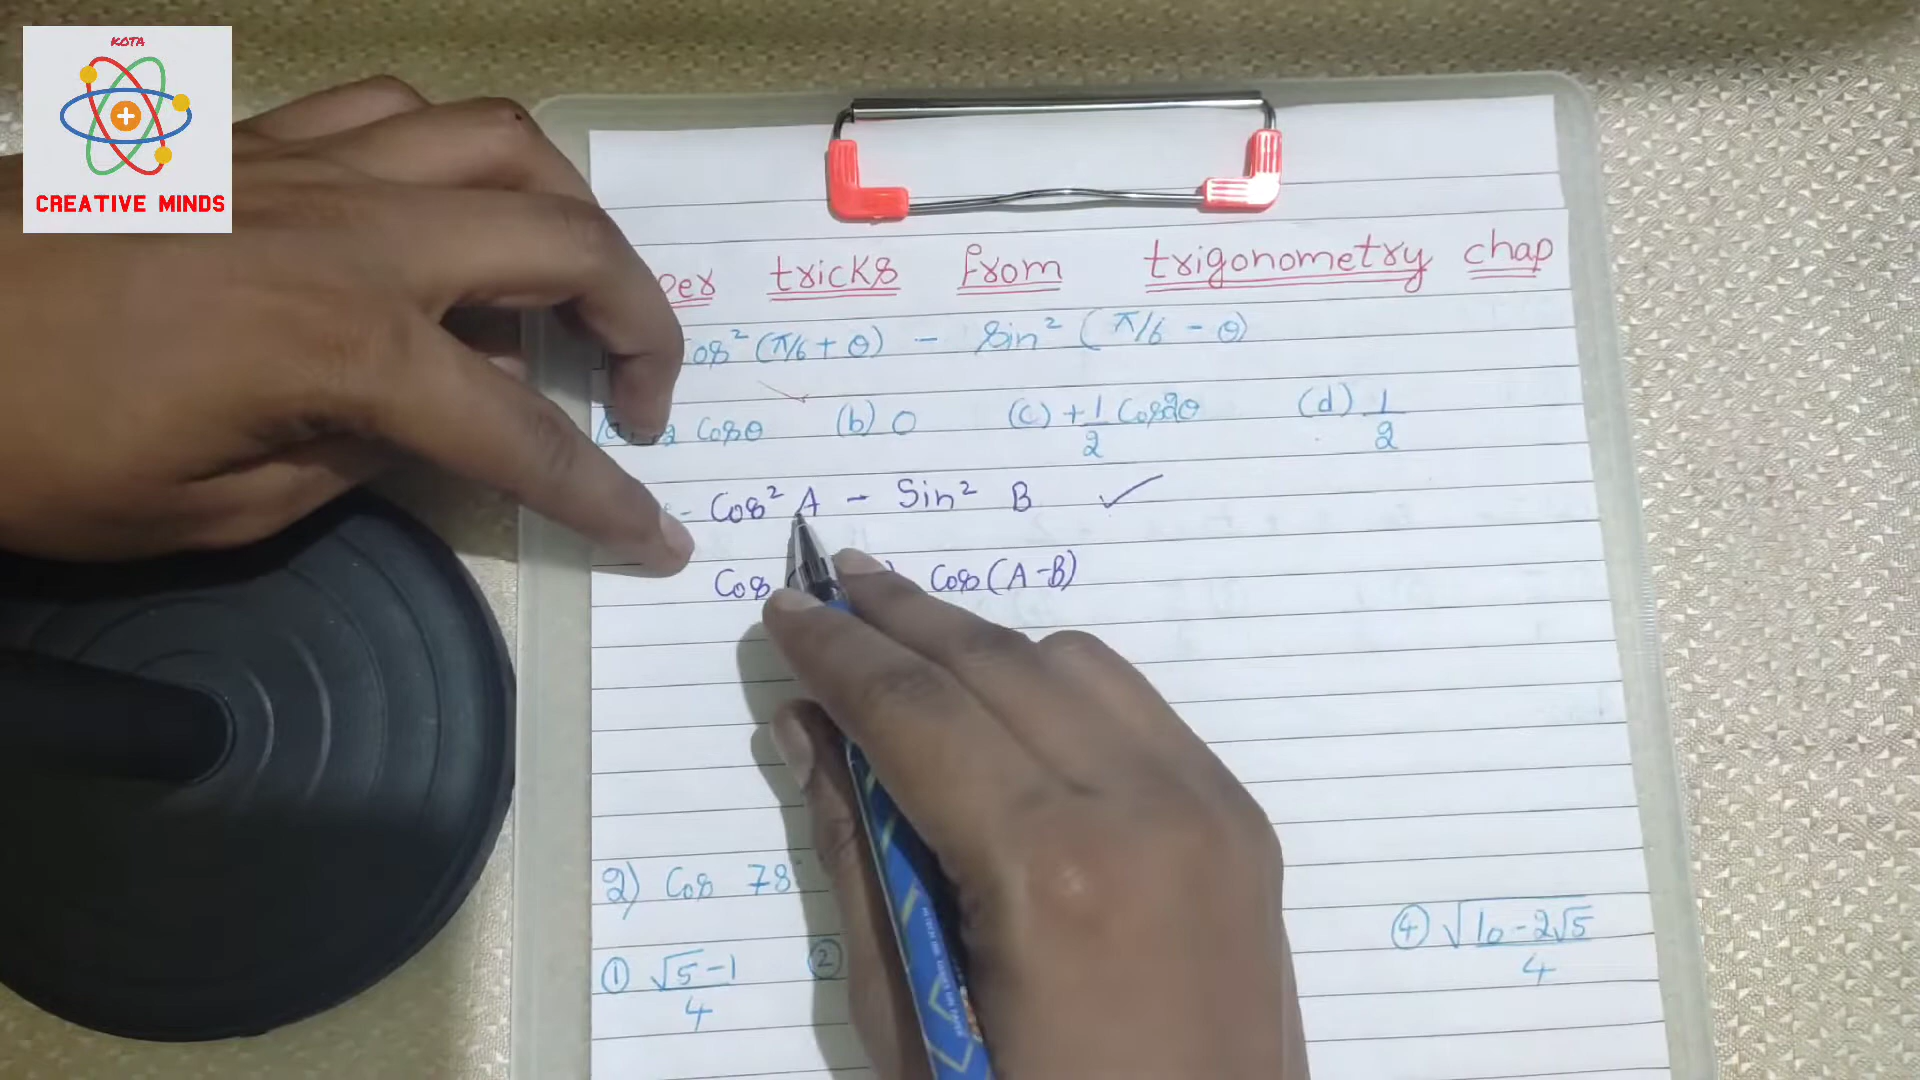 KOTA
CREATIVE MINDS
tricks from trigonometry chap
(π/6 + θ) - Sin² (π/6 - θ)
Cosθ (b) 0 (c) +1/2 Cos2θ (d) 1/2
Cos² A - Sin² B ✓
Cos Cos(A-B)
2) Cos 78
① √5-1/4 ② ④ √10-2√5/4